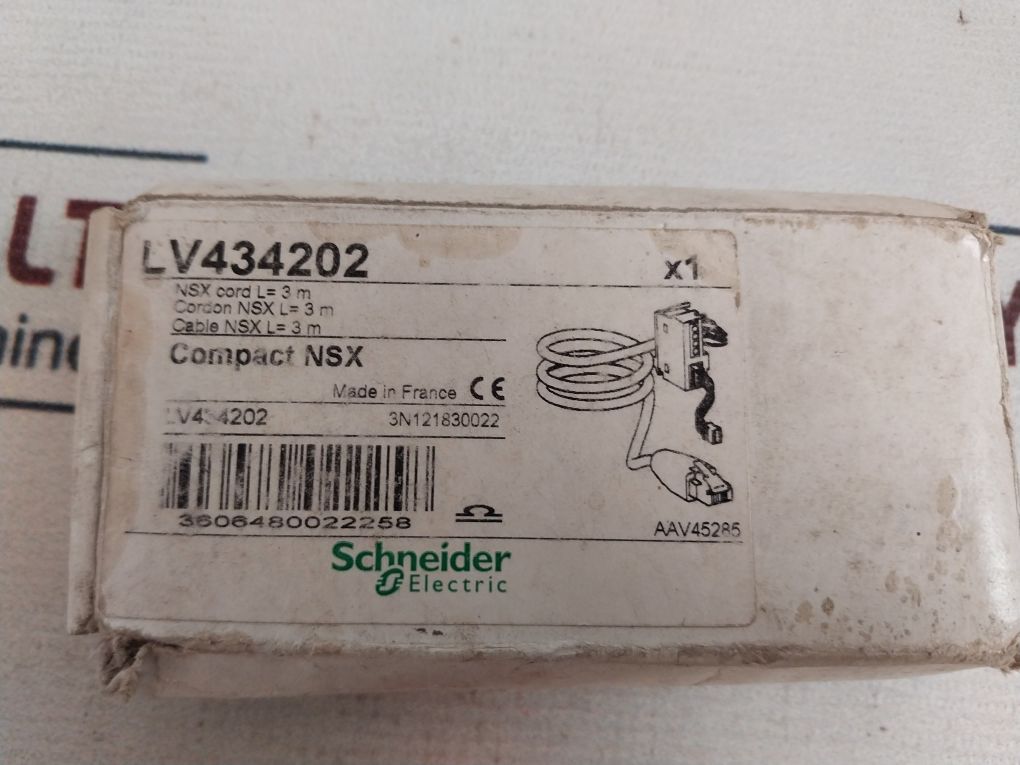 LV434202 x1
NSX cord L= 3 m
Cordon NSX L= 3 m
Cable NSX L= 3 m
Compact NSX
Made in France CE
LV434202 3N121830022
3606480022258
AAV45285
Schneider
Electric